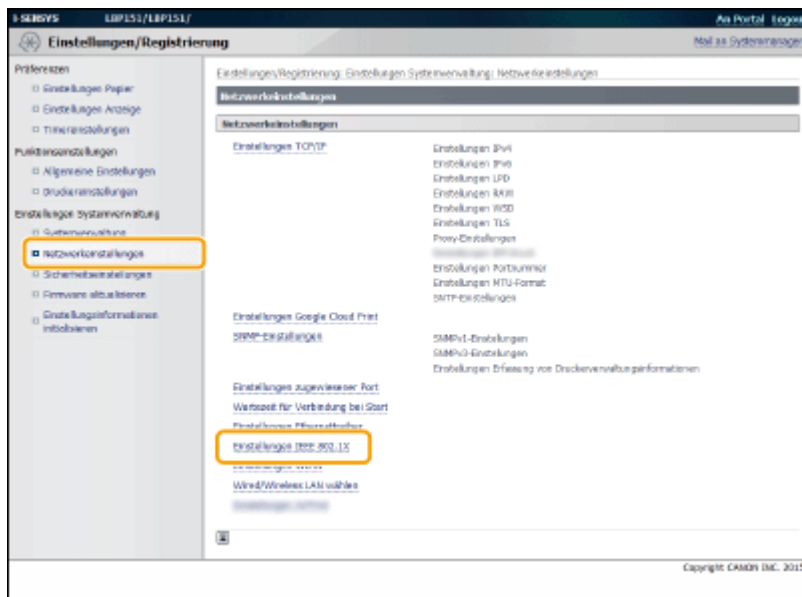 i-SENSYS LBP151/LBP151/ An Portal Logou
Einstellungen/Registrierung Mail an Systemmanager
Präferenzen
Einstellungen Papier
Einstellungen Anzeige
Timereinstellungen
Funktionseinstellungen
Allgemeine Einstellungen
Druckereinstellungen
Einstellungen Systemverwaltung
Systemverwaltung
Netzwerkeinstellungen
Sicherheitseinstellungen
Firmware aktualisieren
Einstellungsinformationen
initialisieren
Einstellungen/Registrierung: Einstellungen Systemverwaltung: Netzwerkeinstellungen
Netzwerkeinstellungen
Netzwerkeinstellungen
Einstellungen TCP/IP
Einstellungen IPv4
Einstellungen IPv6
Einstellungen LPD
Einstellungen RAW
Einstellungen WSD
Einstellungen TLS
Proxy-Einstellungen
Einstellungen Portnummer
Einstellungen MTU-Format
SNTP-Einstellungen
Einstellungen Google Cloud Print
SNMP-Einstellungen
SNMPv1-Einstellungen
SNMPv3-Einstellungen
Einstellungen Erfassung von Druckerverwaltungsinformationen
Einstellungen zugewiesener Port
Wartezeit für Verbindung bei Start
Einstellungen Ethernettreiber
Einstellungen IEEE 802.1X
Wired/Wireless LAN wählen
Copyright CANON INC. 2015